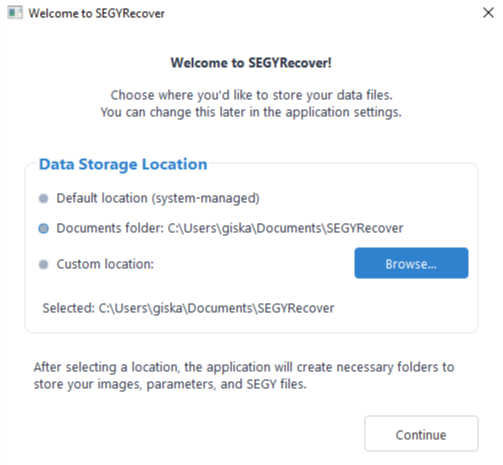 Welcome to SEGYRecover
Welcome to SEGYRecover!
Choose where you'd like to store your data files.
You can change this later in the application settings.
Data Storage Location
Default location (system-managed)
Documents folder: C:\Users\giska\Documents\SEGYRecover
Custom location:
Browse...
Selected: C:\Users\giska\Documents\SEGYRecover
After selecting a location, the application will create necessary folders to
store your images, parameters, and SEGY files.
Continue